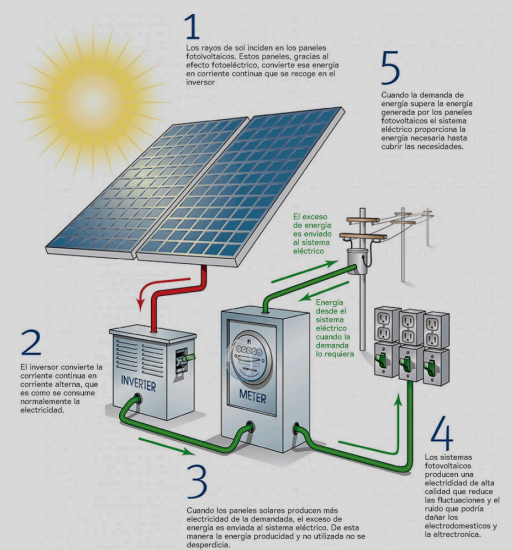 1
Los rayos de sol inciden en los paneles
fotolvoltaicos. Estos paneles, gracias al
efecto fotoeléctrico, convierte esa energía
en corriente continua que se recoge en el
inversor
5
Cuando la demanda de
energía supera la energía
generada por los paneles
fotovoltaicos el sistema
eléctrico proporciona la
energía necesaria hasta
cubrir las necesidades.
El exceso
de energía
es enviado
al sistema
eléctrico
Energía
desde el
sistema
eléctrico
cuando la
demanda
lo requiera
2
El inversor convierte la
corriente continua en
corriente alterna, que
es como se consume
normalemente la
electricidad.
INVERTER
METER
3
Cuando los paneles solares producen más
electricidad de la demandada, el exceso de
energía es enviada al sistema eléctrico. De esta
manera la energía producidad y no utilizada no se
desperdicia.
4
Los sistemas
fotovoltaicos
producen una
electrididad de alta
calidad que reduce
las fluctuaciones y el
ruido que podría
dañar los
electrodomesticos y
la eltretronica.